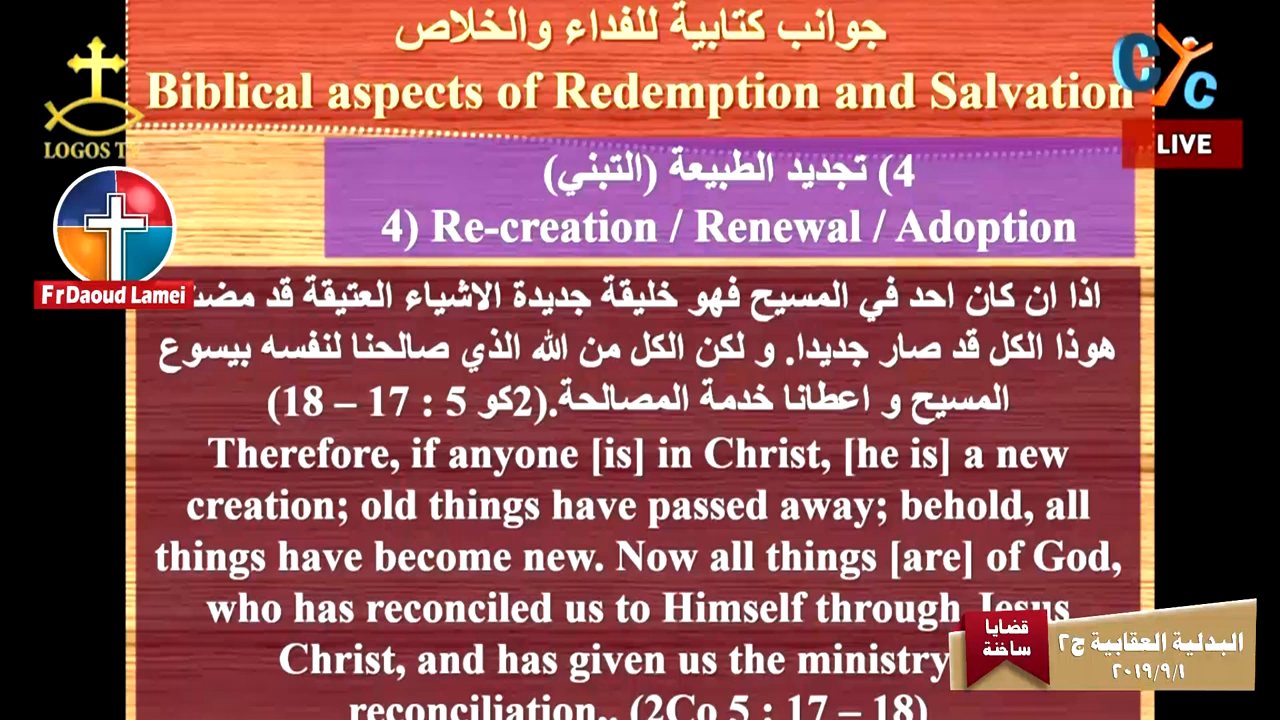 جوانب كتابية للفداء والخلاص
Biblical aspects of Redemption and Salvation
CYC
LIVE
LOGOS TV
FrDaoud Lamei
4) تجديد الطبيعة (التبني)
4) Re-creation / Renewal / Adoption
اذا ان كان احد في المسيح فهو خليقة جديدة الاشياء العتيقة قد مضت
هوذا الكل قد صار جديدا. و لكن الكل من الله الذي صالحنا لنفسه بيسوع
المسيح و اعطانا خدمة المصالحة.(2كو 5 : 17 – 18)
Therefore, if anyone [is] in Christ, [he is] a new
creation; old things have passed away; behold, all
things have become new. Now all things [are] of God,
who has reconciled us to Himself through Jesus
Christ, and has given us the ministry
reconciliation.. (2Co 5 : 17 – 18)
قضايا
ساخنة
البدلية العقابية ج٢
٢٠١٩/٩/١